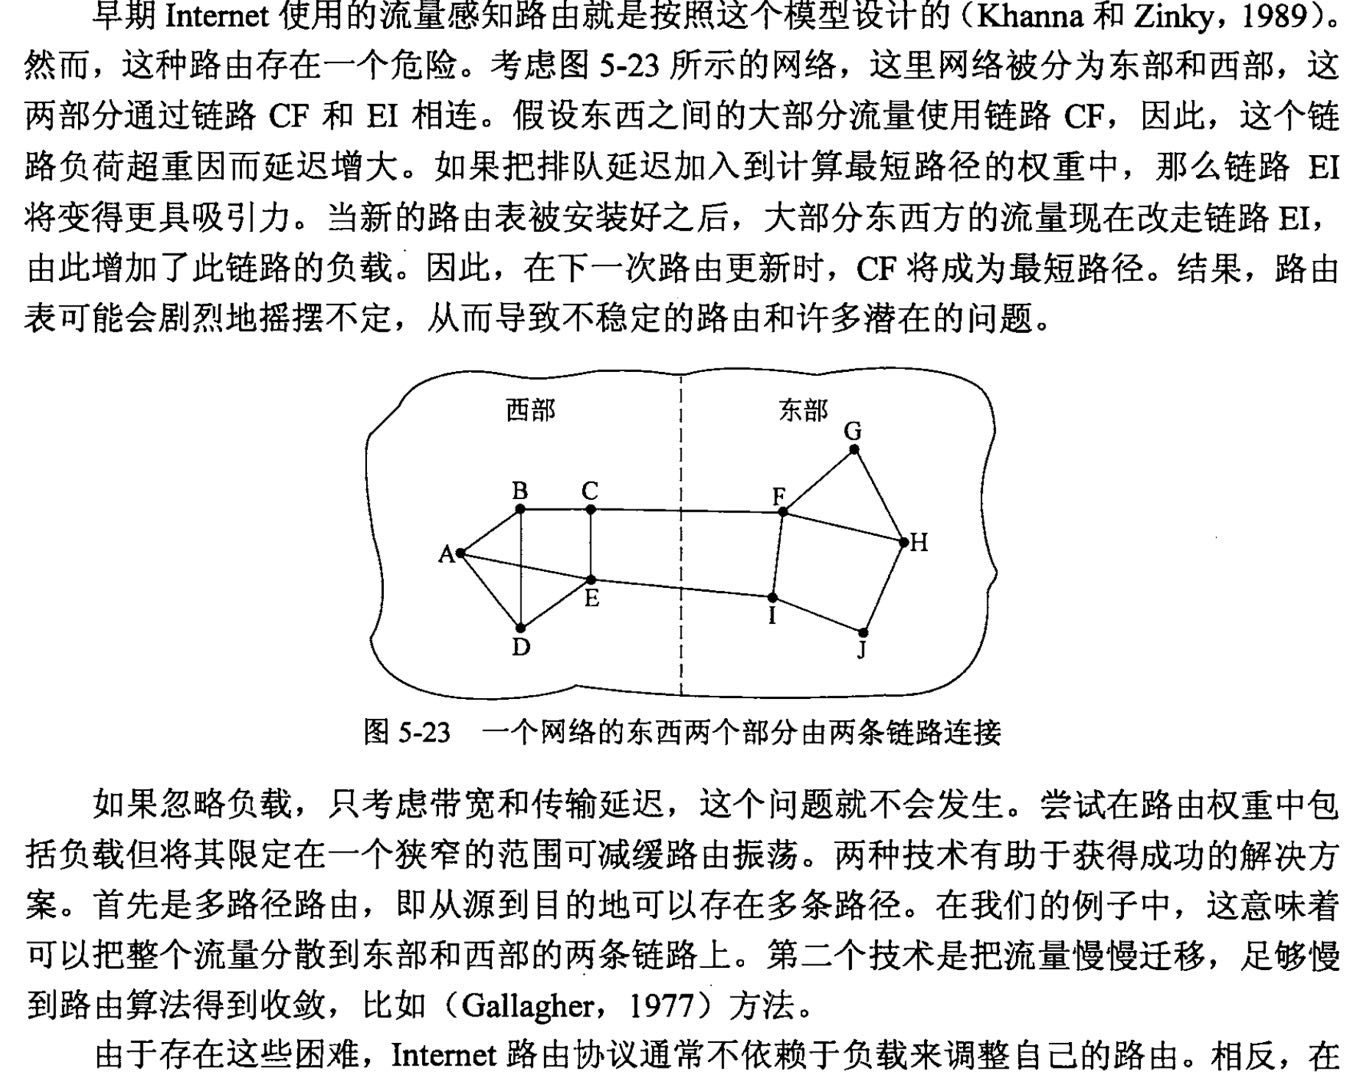 早期 Internet 使用的流量感知路由就是按照这个模型设计的（Khanna 和 Zinky，1989）。
然而，这种路由存在一个危险。考虑图 5-23 所示的网络，这里网络被分为东部和西部，这
两部分通过链路 CF 和 EI 相连。假设东西之间的大部分流量使用链路 CF，因此，这个链
路负荷超重因而延迟增大。如果把排队延迟加入到计算最短路径的权重中，那么链路 EI
将变得更具吸引力。当新的路由表被安装好之后，大部分东西方的流量现在改走链路 EI，
由此增加了此链路的负载。因此，在下一次路由更新时，CF 将成为最短路径。结果，路由
表可能会剧烈地摇摆不定，从而导致不稳定的路由和许多潜在的问题。
西部
东部
G
B
C
F
A
H
E
I
D
J
图 5-23 一个网络的东西两个部分由两条链路连接
如果忽略负载，只考虑带宽和传输延迟，这个问题就不会发生。尝试在路由权重中包
括负载但将其限定在一个狭窄的范围可减缓路由振荡。两种技术有助于获得成功的解决方
案。首先是多路径路由，即从源到目的地可以存在多条路径。在我们的例子中，这意味着
可以把整个流量分散到东部和西部的两条链路上。第二个技术是把流量慢慢迁移，足够慢
到路由算法得到收敛，比如（Gallagher，1977）方法。
由于存在这些困难，Internet 路由协议通常不依赖于负载来调整自己的路由。相反，在